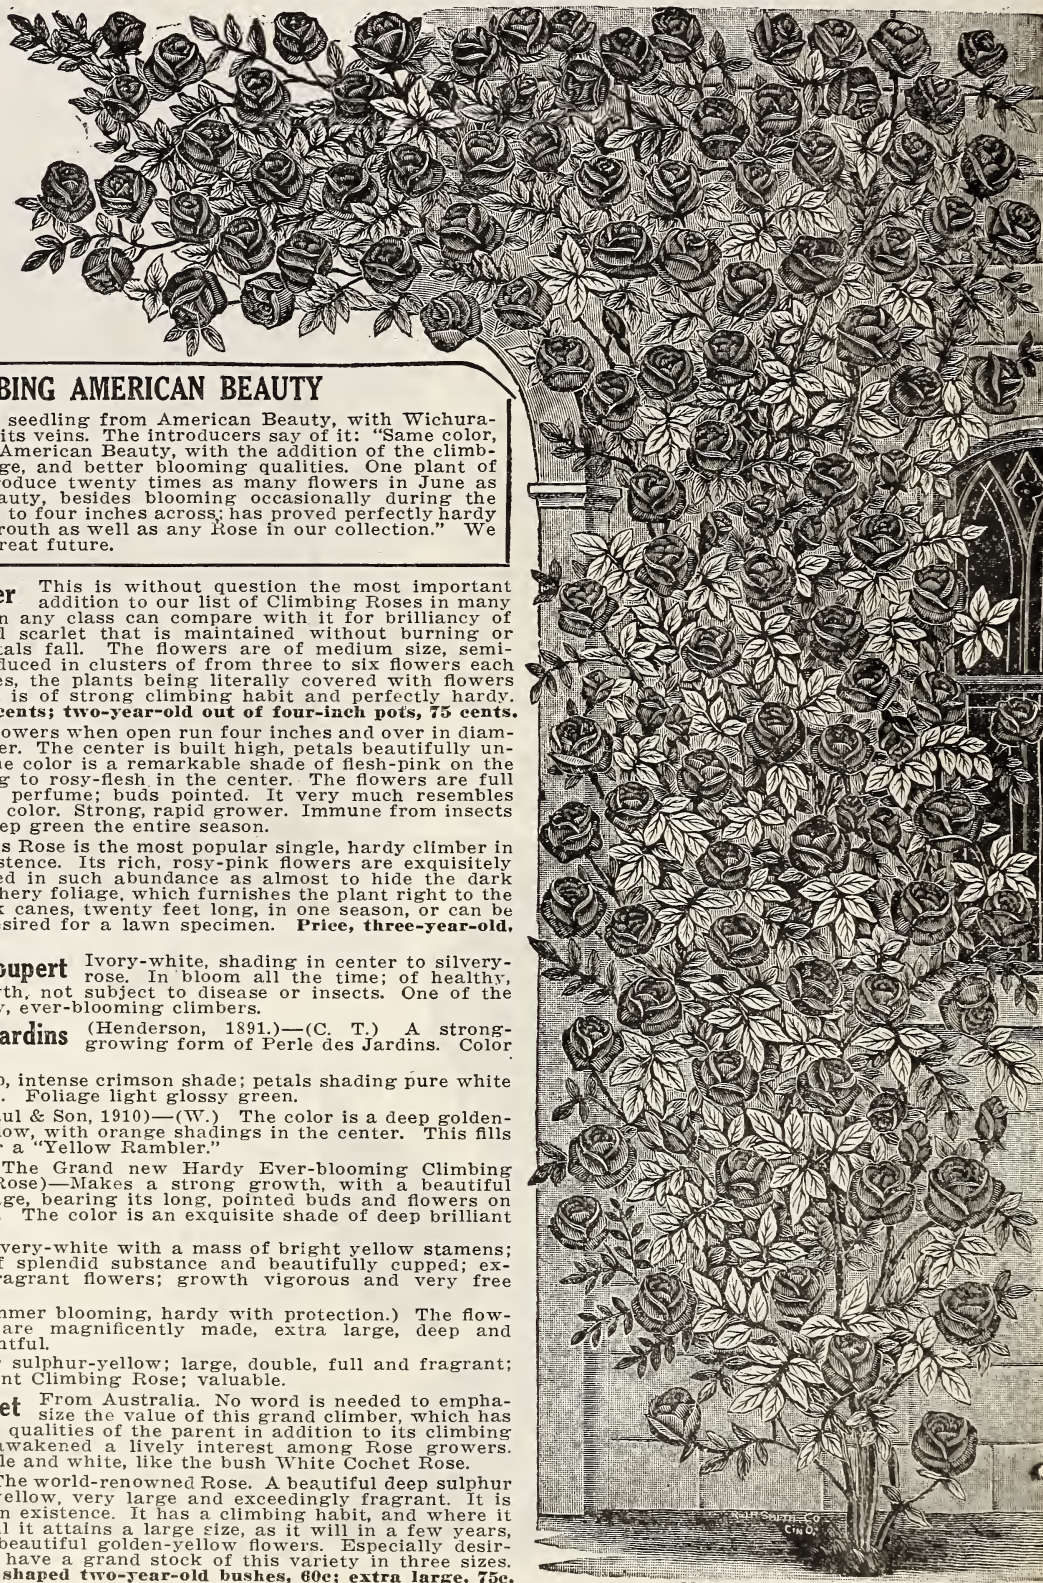 BING AMERICAN BEAUTY
seedling from American Beauty, with Wichura-
its veins. The introducers say of it: "Same color,
American Beauty, with the addition of the climb-
ge, and better blooming qualities. One plant of
roduce twenty times as many flowers in June as
auty, besides blooming occasionally during the
to four inches across; has proved perfectly hardy
routh as well as any Rose in our collection." We
reat future.
er This is without question the most important
addition to our list of Climbing Roses in many
n any class can compare with it for brilliancy of
l scarlet that is maintained without burning or
tals fall. The flowers are of medium size, semi-
duced in clusters of from three to six flowers each
es, the plants being literally covered with flowers
is of strong climbing habit and perfectly hardy.
cents; two-year-old out of four-inch pots, 75 cents.
lowers when open run four inches and over in diam-
er. The center is built high, petals beautifully un-
he color is a remarkable shade of flesh-pink on the
g to rosy-flesh in the center. The flowers are full
perfume; buds pointed. It very much resembles
color. Strong, rapid grower. Immune from insects
ep green the entire season.
s Rose is the most popular single, hardy climber in
istence. Its rich, rosy-pink flowers are exquisitely
ed in such abundance as almost to hide the dark
thery foliage, which furnishes the plant right to the
k canes, twenty feet long, in one season, or can be
sired for a lawn specimen. Price, three-year-old,
oupert Ivory-white, shading in center to silvery-
rose. In bloom all the time; of healthy,
rth, not subject to disease or insects. One of the
y, ever-blooming climbers.
ardins (Henderson, 1891.)—(C. T.) A strong-
growing form of Perle des Jardins. Color
p, intense crimson shade; petals shading pure white
. Foliage light glossy green.
aul & Son, 1910)—(W.) The color is a deep golden-
low, with orange shadings in the center. This fills
r a "Yellow Rambler."
The Grand new Hardy Ever-blooming Climbing
Rose)—Makes a strong growth, with a beautiful
age, bearing its long, pointed buds and flowers on
. The color is an exquisite shade of deep brilliant
very-white with a mass of bright yellow stamens;
f splendid substance and beautifully cupped; ex-
ragrant flowers; growth vigorous and very free
mmer blooming, hardy with protection.) The flow-
are magnificently made, extra large, deep and
htful.
r sulphur-yellow; large, double, full and fragrant;
nt Climbing Rose; valuable.
et From Australia. No word is needed to empha-
size the value of this grand climber, which has
qualities of the parent in addition to its climbing
awakened a lively interest among Rose growers.
le and white, like the bush White Cochet Rose.
The world-renowned Rose. A beautiful deep sulphur
yellow, very large and exceedingly fragrant. It is
n existence. It has a climbing habit, and where it
l it attains a large size, as it will in a few years,
beautiful golden-yellow flowers. Especially desir-
have a grand stock of this variety in three sizes.
shaped two-year-old bushes, 60c; extra large, 75c.
SMITH CO
CIN O.